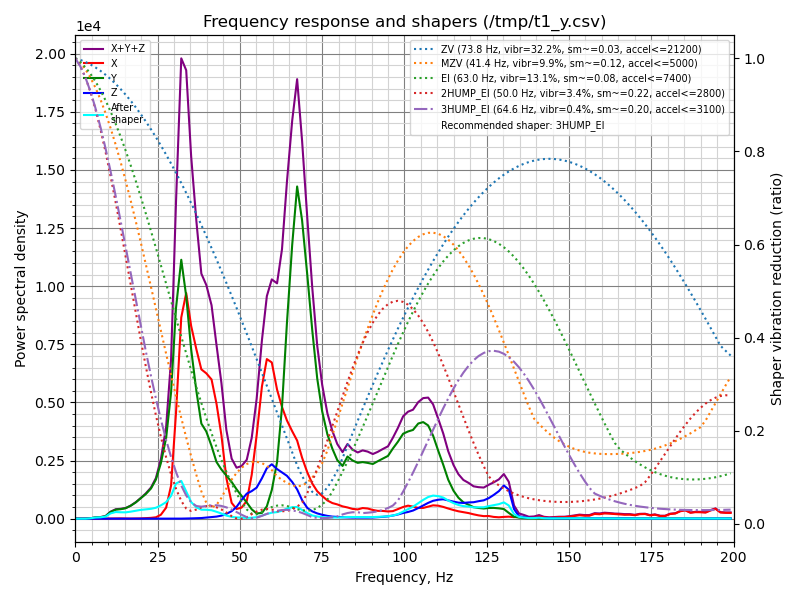 Frequency response and shapers (/tmp/t1_y.csv)
1e4
X+Y+Z
X
Y
Z
After
shaper
ZV (73.8 Hz, vibr=32.2%, sm~=0.03, accel<=21200)
MZV (41.4 Hz, vibr=9.9%, sm~=0.12, accel<=5000)
EI (63.0 Hz, vibr=13.1%, sm~=0.08, accel<=7400)
2HUMP_EI (50.0 Hz, vibr=3.4%, sm~=0.22, accel<=2800)
3HUMP_EI (64.6 Hz, vibr=0.4%, sm~=0.20, accel<=3100)
Recommended shaper: 3HUMP_EI
Power spectral density
2.00
1.75
1.50
1.25
1.00
0.75
0.50
0.25
0.00
Shaper vibration reduction (ratio)
1.0
0.8
0.6
0.4
0.2
0.0
0 25 50 75 100 125 150 175 200
Frequency, Hz